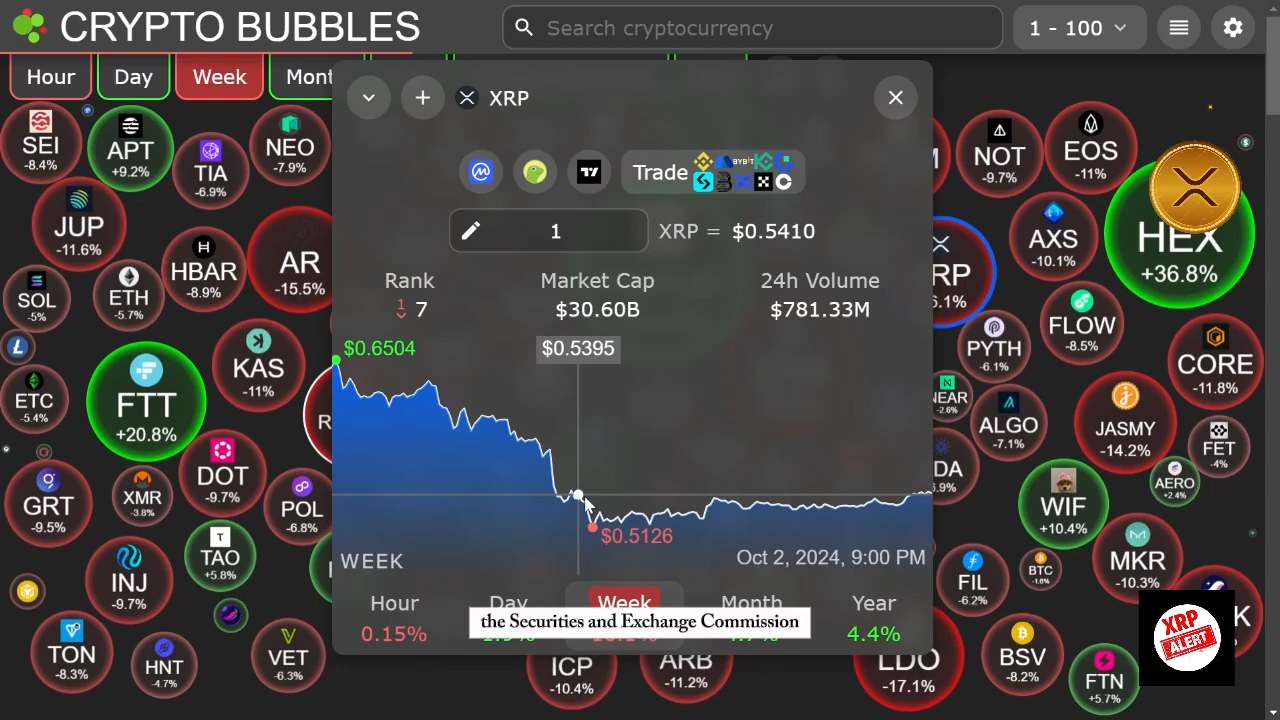 CRYPTO BUBBLES
Search cryptocurrency
1 - 100
Hour
Day
Week
XRP
Trade
BYBIT
1
XRP = $0.5410
Rank
Market Cap
24h Volume
1
7
$30.60B
$781.33M
$0.6504
$0.5395
$0.5126
WEEK
Oct 2, 2024, 9:00 PM
Hour
Day
Week
Month
Year
0.15%
4.4%
the Securities and Exchange Commission
SEI
-8.4%
APT
+9.2%
TIA
-6.9%
NEO
-7.9%
JUP
-11.6%
HBAR
-8.9%
AR
-15.5%
SOL
-5%
ETH
-5.7%
KAS
-11%
ETC
-5.4%
FTT
+20.8%
DOT
-9.7%
GRT
-9.5%
XMR
-3.8%
POL
-6.8%
T
TAO
+5.8%
INJ
-9.7%
TON
-8.3%
HNT
-4.7%
VET
-6.3%
ICP
-10.4%
ARB
-11.2%
LDO
-17.1%
NOT
-9.7%
EOS
-11%
AXS
-10.1%
HEX
+36.8%
FLOW
-8.5%
PYTH
-6.1%
CORE
-11.8%
NEAR
-2.6%
ALGO
-7.1%
JASMY
-14.2%
FET
-4%
AERO
+2.4%
WIF
+10.4%
MKR
-10.3%
FIL
-6.2%
BTC
-1.6%
BSV
-8.2%
FTN
+5.7%
XRP
ALERT